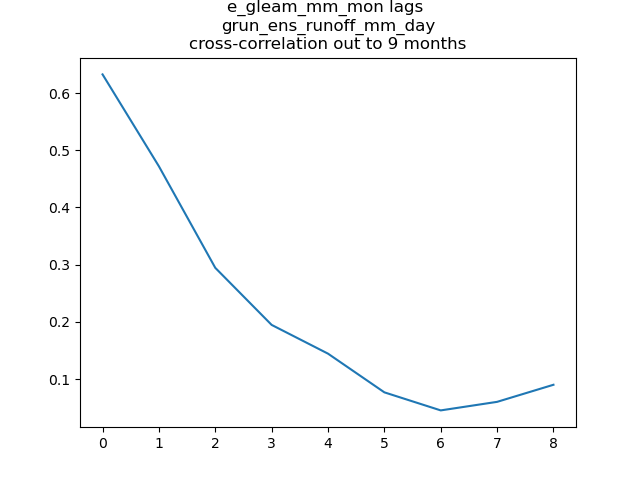 e_gleam_mm_mon lags
grun_ens_runoff_mm_day
cross-correlation out to 9 months
0.6
0.5
0.4
0.3
0.2
0.1
0 1 2 3 4 5 6 7 8